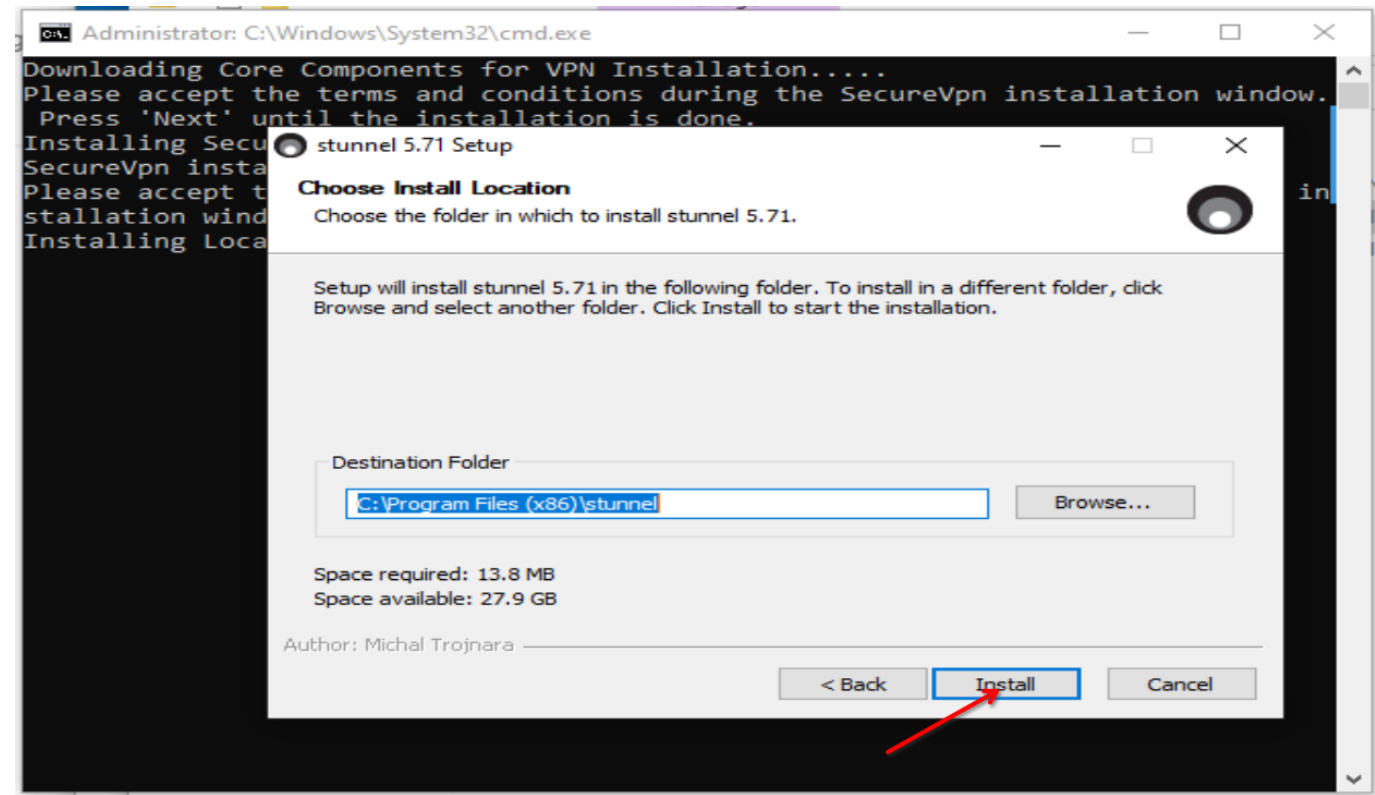 Administrator: C:\Windows\System32\cmd.exe
Downloading Core Components for VPN Installation.....
Please accept the terms and conditions during the SecureVpn installation window.
Press 'Next' until the installation is done.
Installing Secu
SecureVpn insta
Please accept t in
stallation wind
Installing Loca
stunnel 5.71 Setup
Choose Install Location
Choose the folder in which to install stunnel 5.71.
Setup will install stunnel 5.71 in the following folder. To install in a different folder, click
Browse and select another folder. Click Install to start the installation.
Destination Folder
C:\Program Files (x86)\stunnel
Browse...
Space required: 13.8 MB
Space available: 27.9 GB
Author: Michal Trojnara
< Back Install Cancel